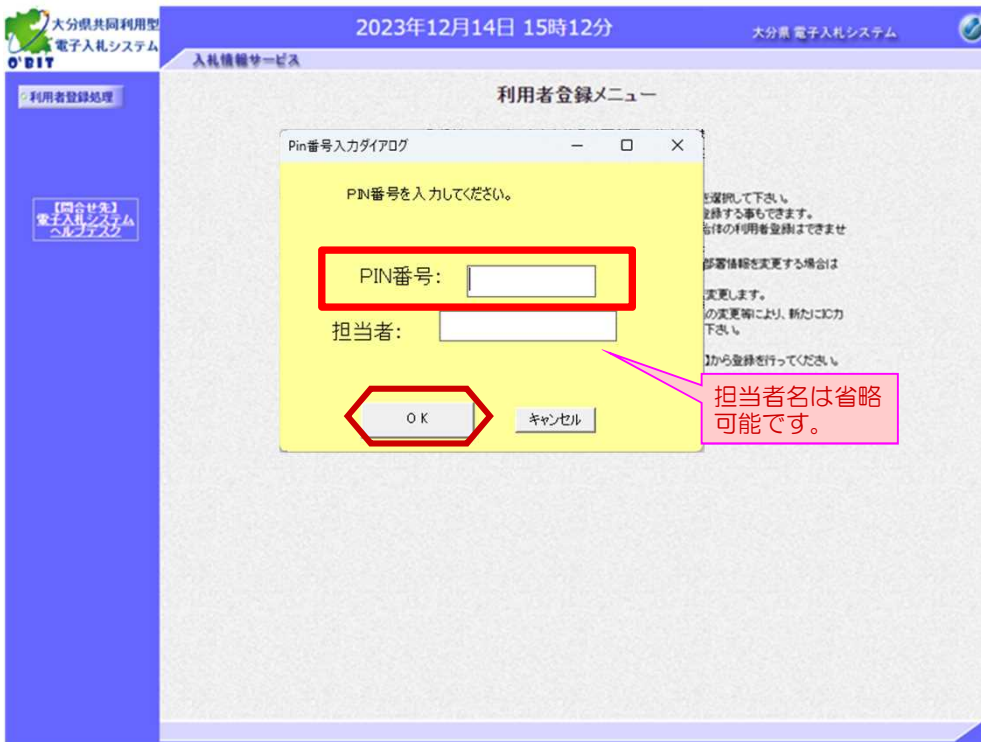 大分県共同利用型
電子入札システム
O'BIT
2023年12月14日 15時12分
大分県 電子入札システム
入札情報サービス
利用者登録処理
利用者登録メニュー
Pin番号入力ダイアログ
PIN番号を入力してください。
を選択して下さい。
登録する事もできます。
治体の利用者登録はできませ
【問合せ先】
電子入札システム
ヘルプデスク
部署情報を変更する場合は
PIN番号:
変更します。
の変更等により、新たにICカ
下さい。
担当者:
】から登録を行ってください。
担当者名は省略
可能です。
OK
キャンセル